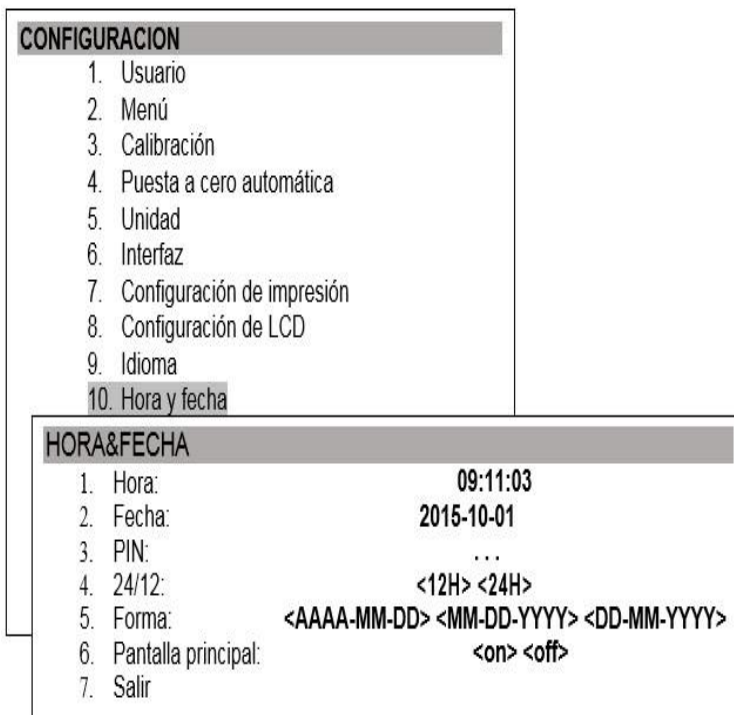 CONFIGURACION
1. Usuario
2. Menú
3. Calibración
4. Puesta a cero automática
5. Unidad
6. Interfaz
7. Configuración de impresión
8. Configuración de LCD
9. Idioma
10. Hora y fecha
HORA&FECHA
1. Hora: 09:11:03
2. Fecha: 2015-10-01
3. PIN: . . .
4. 24/12: <12H> <24H>
5. Forma: <AAAA-MM-DD> <MM-DD-YYYY> <DD-MM-YYYY>
6. Pantalla principal: <on> <off>
7. Salir